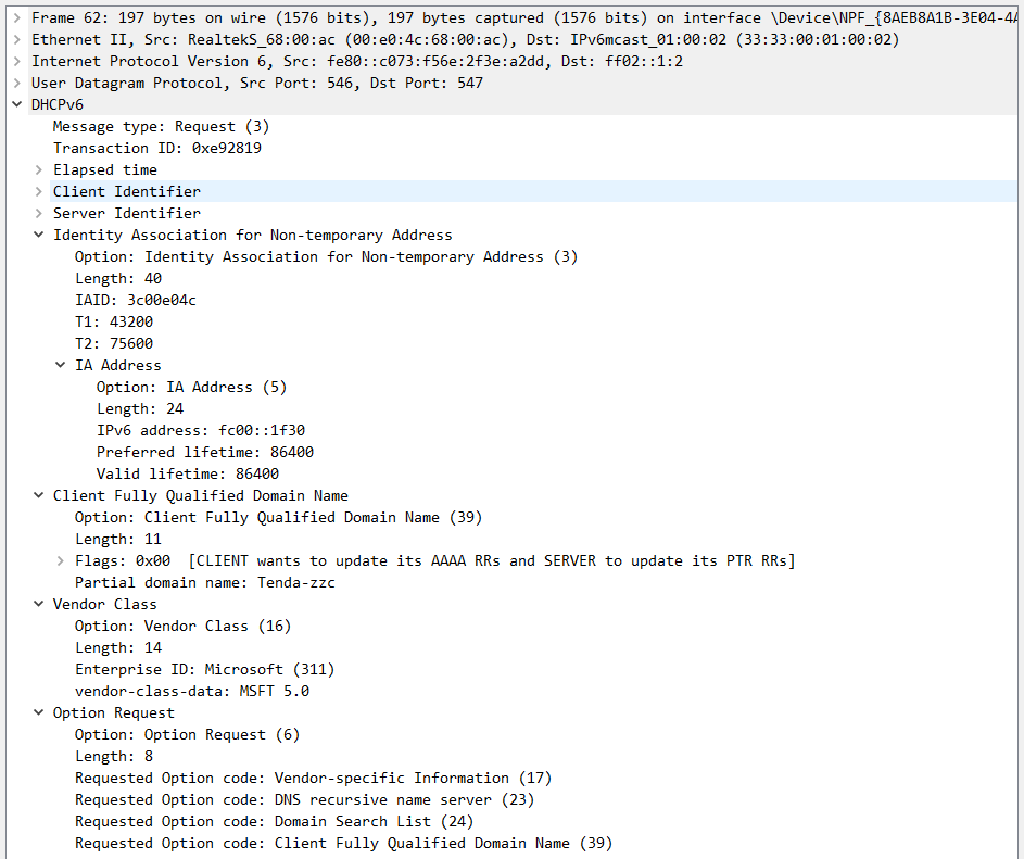 Frame 62: 197 bytes on wire (1576 bits), 197 bytes captured (1576 bits) on interface \Device\NPF_{8AEB8A1B-3E04-4A
Ethernet II, Src: RealtekS_68:00:ac (00:e0:4c:68:00:ac), Dst: IPv6mcast_01:00:02 (33:33:00:01:00:02)
Internet Protocol Version 6, Src: fe80::c073:f56e:2f3e:a2dd, Dst: ff02::1:2
User Datagram Protocol, Src Port: 546, Dst Port: 547
DHCPv6
Message type: Request (3)
Transaction ID: 0xe92819
Elapsed time
Client Identifier
Server Identifier
Identity Association for Non-temporary Address
Option: Identity Association for Non-temporary Address (3)
Length: 40
IAID: 3c00e04c
T1: 43200
T2: 75600
IA Address
Option: IA Address (5)
Length: 24
IPv6 address: fc00::1f30
Preferred lifetime: 86400
Valid lifetime: 86400
Client Fully Qualified Domain Name
Option: Client Fully Qualified Domain Name (39)
Length: 11
Flags: 0x00  [CLIENT wants to update its AAAA RRs and SERVER to update its PTR RRs]
Partial domain name: Tenda-zzc
Vendor Class
Option: Vendor Class (16)
Length: 14
Enterprise ID: Microsoft (311)
vendor-class-data: MSFT 5.0
Option Request
Option: Option Request (6)
Length: 8
Requested Option code: Vendor-specific Information (17)
Requested Option code: DNS recursive name server (23)
Requested Option code: Domain Search List (24)
Requested Option code: Client Fully Qualified Domain Name (39)